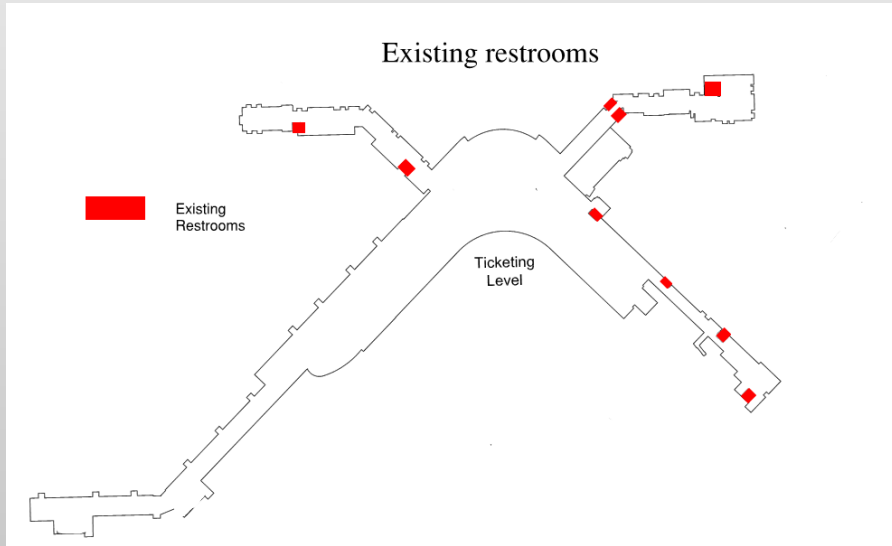 Existing restrooms
Existing
Restrooms
Ticketing
Level